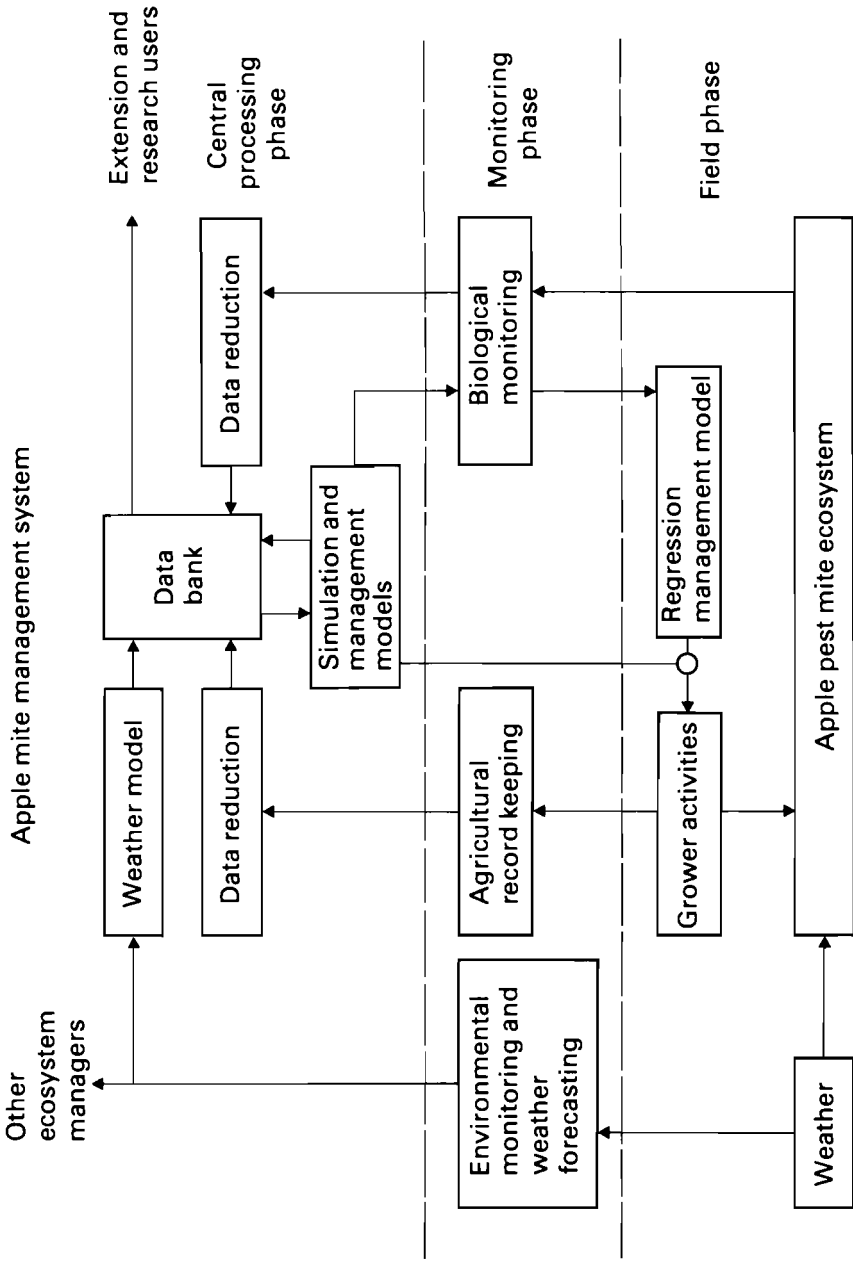 Apple mite management system
Other
ecosystem
managers
Extension and
research users
Weather model
Data
bank
Data reduction
Data reduction
Central
processing
phase
Simulation and
management
models
Environmental
monitoring and
weather
forecasting
Agricultural
record keeping
Biological
monitoring
Monitoring
phase
Grower activities
Regression
management model
Field phase
Weather
Apple pest mite ecosystem